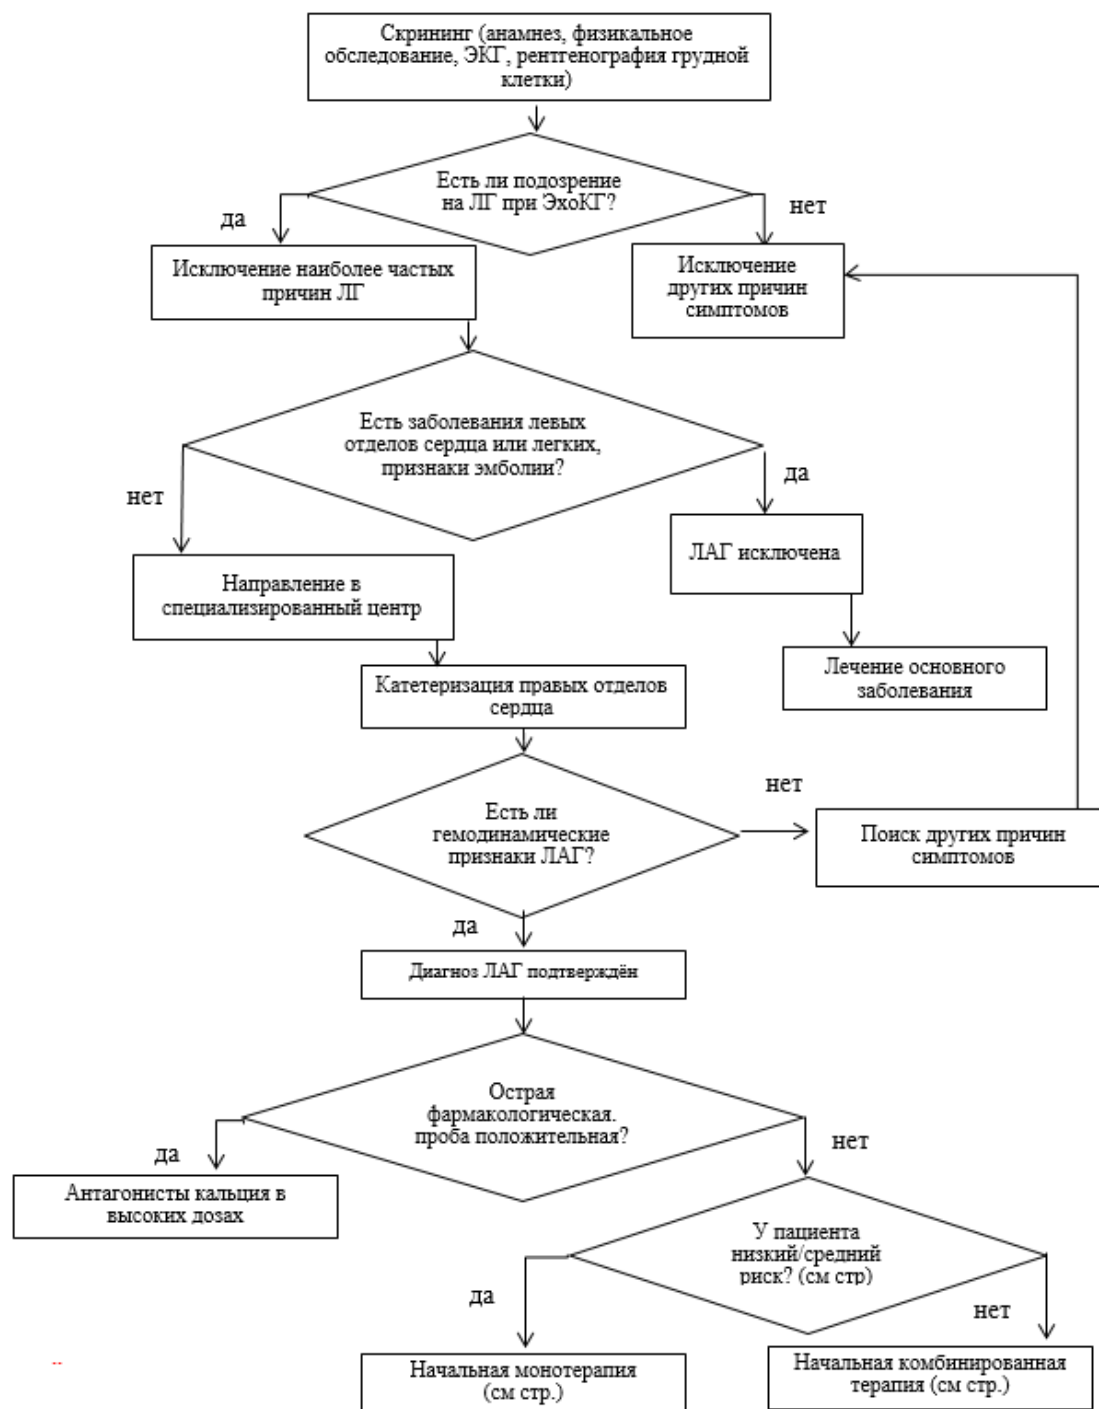 Скрининг (анамнез, физикальное
обследование, ЭКГ, рентгенография грудной
клетки)
Есть ли подозрение
на ЛГ при ЭхоКГ?
да
нет
Исключение наиболее частых
причин ЛГ
Исключение
других причин
симптомов
Есть заболевания левых
отделов сердца или легких,
признаки эмболии?
нет
да
ЛАГ исключена
Направление в
специализированный центр
Лечение основного
заболевания
Катетеризация правых отделов
сердца
Есть ли
гемодинамические
признаки ЛАГ?
нет
Поиск других причин
симптомов
да
Диагноз ЛАГ подтверждён
Острая
фармакологическая.
проба положительная?
да
нет
Антагонисты кальция в
высоких дозах
У пациента
низкий/средний
риск? (см стр)
да
нет
Начальная монотерапия
(см стр.)
Начальная комбинированная
терапия (см стр.)